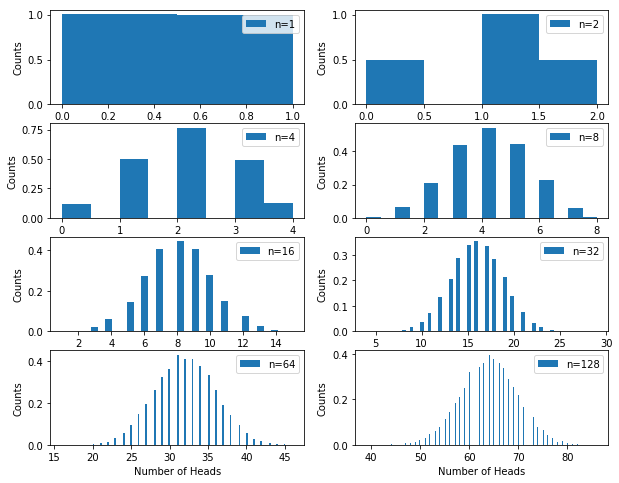 n=1
Counts
1.0
0.5
0.0
0.0 0.2 0.4 0.6 0.8 1.0
n=2
Counts
1.0
0.5
0.0
0.0 0.5 1.0 1.5 2.0
n=4
Counts
0.75
0.50
0.25
0.00
0 1 2 3 4
n=8
Counts
0.4
0.2
0.0
0 2 4 6 8
n=16
Counts
0.4
0.2
0.0
2 4 6 8 10 12 14
n=32
Counts
0.3
0.2
0.1
0.0
5 10 15 20 25 30
n=64
Counts
0.4
0.2
0.0
15 20 25 30 35 40 45
Number of Heads
n=128
Counts
0.4
0.2
0.0
40 50 60 70 80
Number of Heads